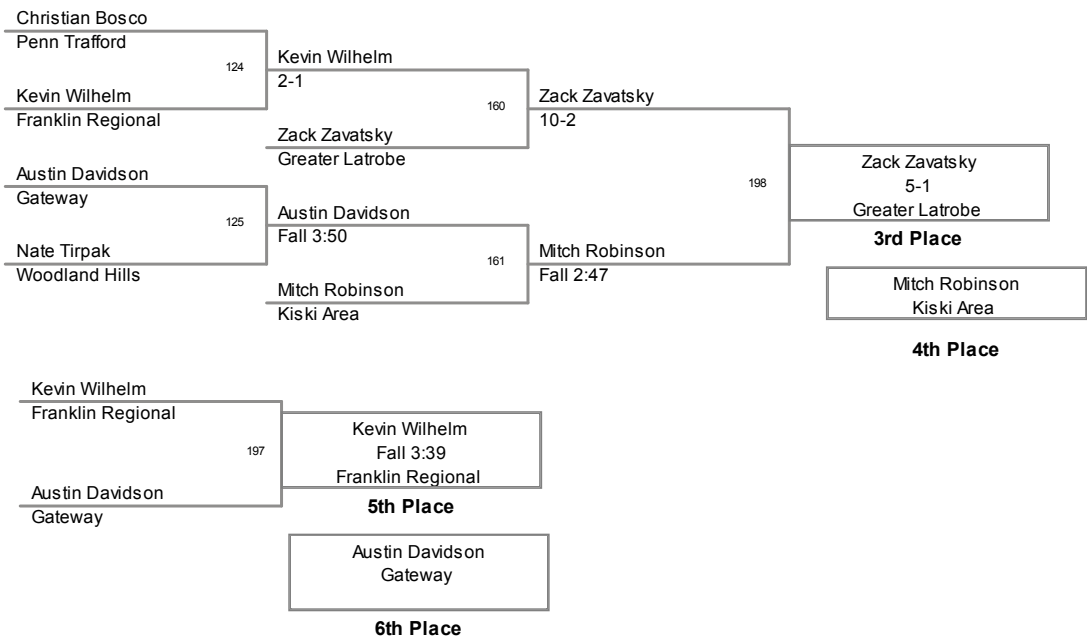 Christian Bosco
Penn Trafford
124
Kevin Wilhelm
2-1
Kevin Wilhelm
Franklin Regional
160
Zack Zavatsky
10-2
Zack Zavatsky
Greater Latrobe
Austin Davidson
Gateway
125
Austin Davidson
Fall 3:50
Nate Tirpak
Woodland Hills
161
Mitch Robinson
Fall 2:47
Mitch Robinson
Kiski Area
198
Zack Zavatsky
5-1
Greater Latrobe
3rd Place
Mitch Robinson
Kiski Area
4th Place
Kevin Wilhelm
Franklin Regional
197
Austin Davidson
Gateway
Kevin Wilhelm
Fall 3:39
Franklin Regional
5th Place
Austin Davidson
Gateway
6th Place